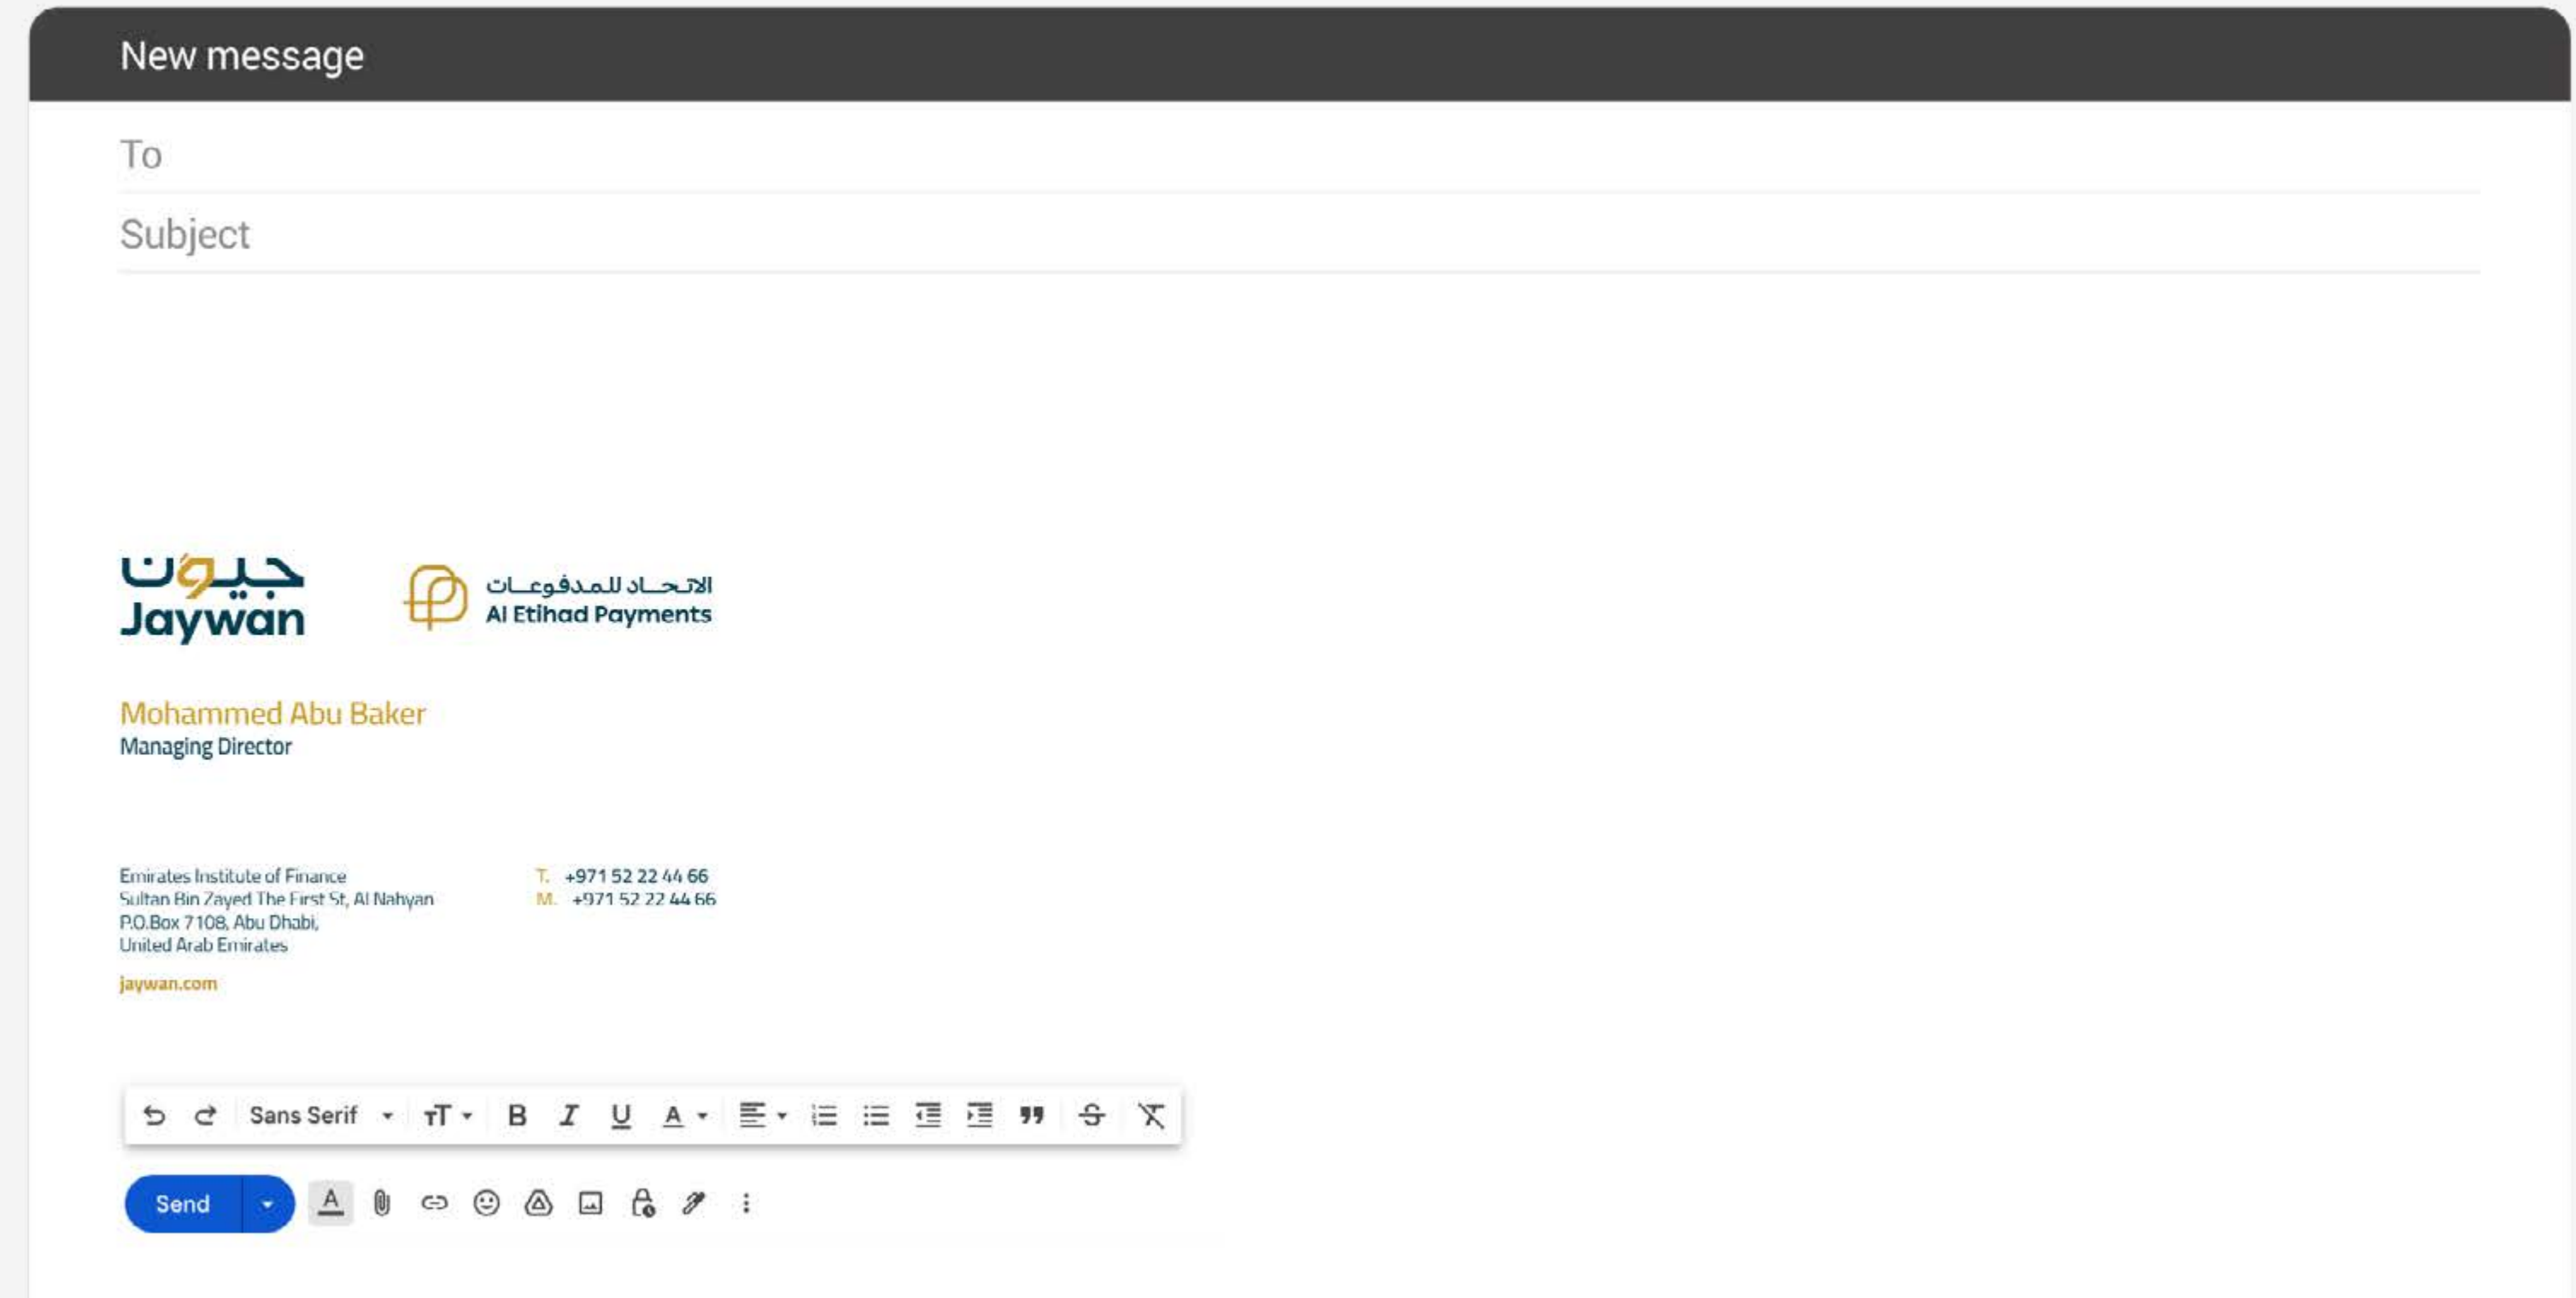 New message
To
Subject
جيون
Jaywan
الاتحاد للمدفوعات
Al Etihad Payments
Mohammed Abu Baker
Managing Director
Emirates Institute of Finance
Sultan Bin Zayed The First St, Al Nahyan
P.O.Box 7108, Abu Dhabi,
United Arab Emirates
T. +971 52 22 44 66
M. +971 52 22 44 66
jaywan.com
Sans Serif
Send